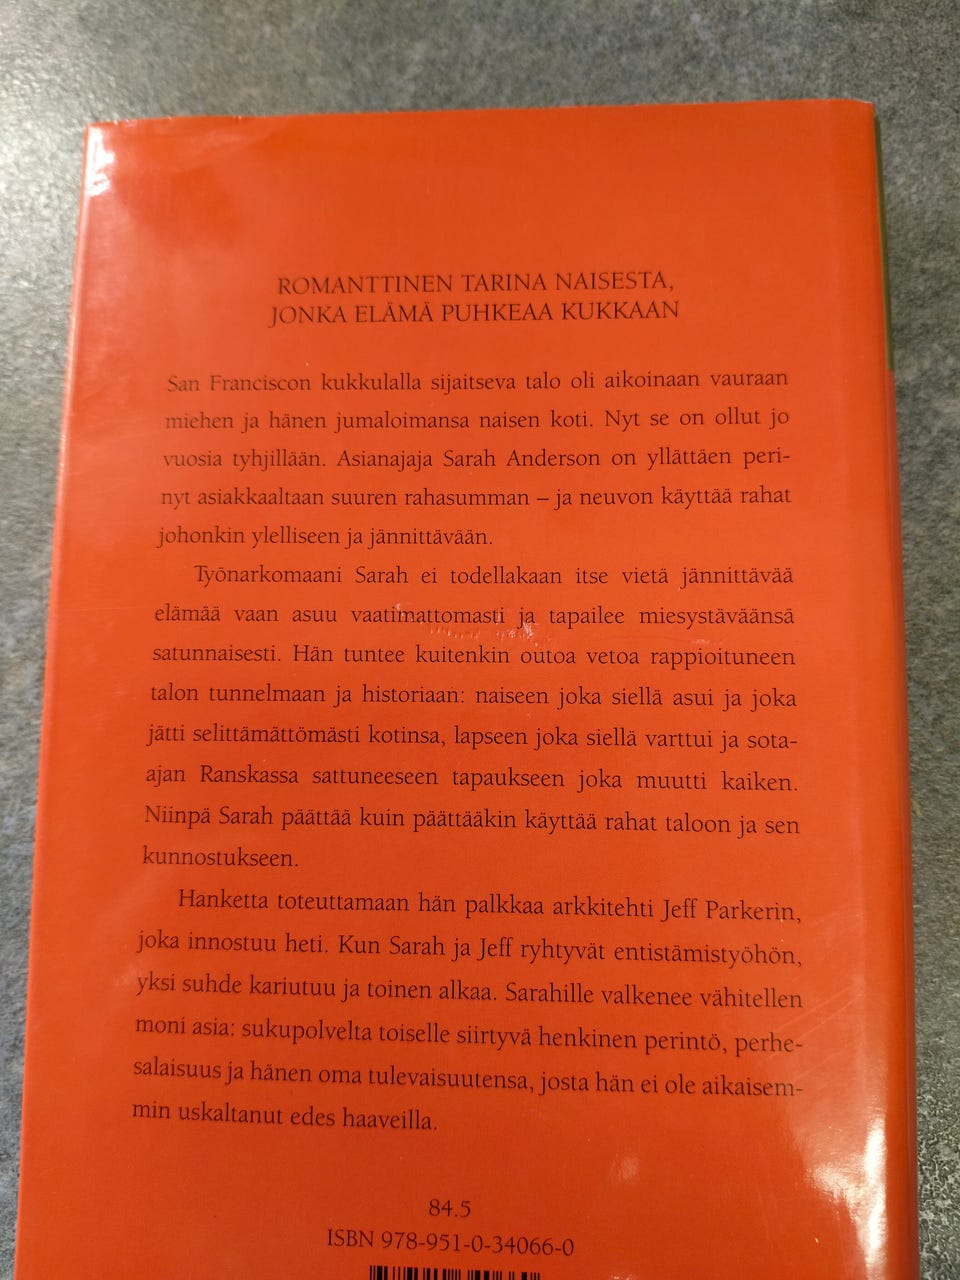 ROMANTTINEN TARINA NAISESTA,
JONKA ELÄMÄ PUHKEAA KUKKAAN
San Franciscon kukkulalla sijaitseva talo oli aikoinaan vauraan
miehen ja hänen jumaloimansa naisen koti. Nyt se on ollut jo
vuosia tyhjillään. Asianajaja Sarah Anderson on yllättäen peri-
nyt asiakkaaltaan suuren rahasumman – ja neuvon käyttää rahat
johonkin ylelliseen ja jännittävään.
Työnarkomaani Sarah ei todellakaan itse vietä jännittävää
elämää vaan asuu vaatimattomasti ja tapailee miesystäväänsä
satunnaisesti. Hän tuntee kuitenkin outoa vetoa rappioituneen
talon tunnelmaan ja historiaan: naiseen joka siellä asui ja joka
jätti selittämättömästi kotinsa, lapseen joka siellä varttui ja sota-
ajan Ranskassa sattuneeseen tapaukseen joka muutti kaiken.
Niinpä Sarah päättää kuin päättääkin käyttää rahat taloon ja sen
kunnostukseen.
Hanketta toteuttamaan hän palkkaa arkkitehti Jeff Parkerin,
joka innostuu heti. Kun Sarah ja Jeff ryhtyvät entistämistyöhön,
yksi suhde kariutuu ja toinen alkaa. Sarahille valkenee vähitellen
moni asia: sukupolvelta toiselle siirtyvä henkinen perintö, perhe-
salaisuus ja hänen oma tulevaisuutensa, josta hän ei ole aikaisem-
min uskaltanut edes haaveilla.
84.5
ISBN 978-951-0-34066-0